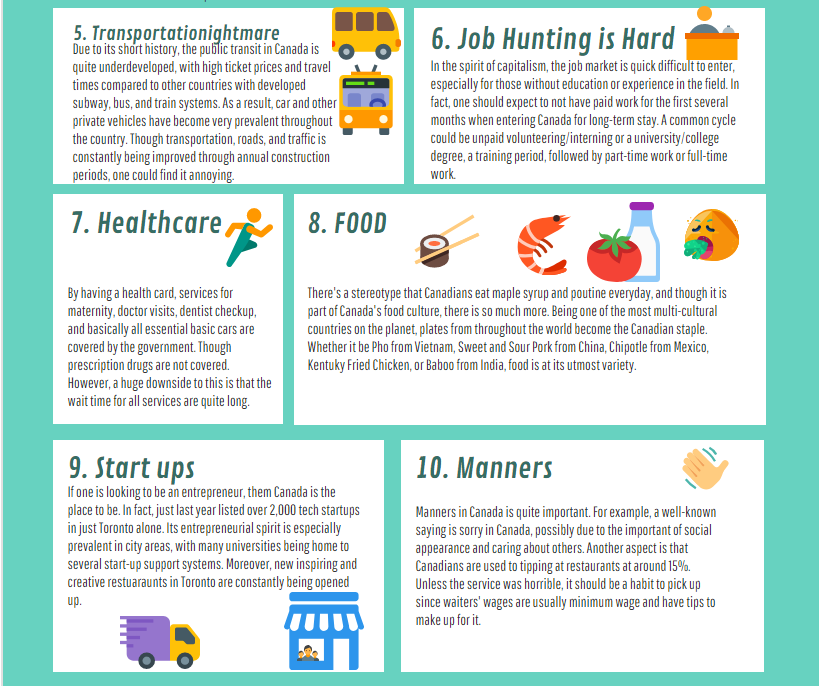 5. Transportationightmare
Due to its short history, the public transit in Canada is
quite underdeveloped, with high ticket prices and travel
times compared to other countries with developed
subway, bus, and train systems. As a result, car and other
private vehicles have become very prevalent throughout
the country. Though transportation, roads, and traffic is
constantly being improved through annual construction
periods, one could find it annoying.
6. Job Hunting is Hard
In the spirit of capitalism, the job market is quick difficult to enter,
especially for those without education or experience in the field. In
fact, one should expect to not have paid work for the first several
months when entering Canada for long-term stay. A common cycle
could be unpaid volunteering/interning or a university/college
degree, a training period, followed by part-time work or full-time
work.
7. Healthcare
By having a health card, services for
maternity, doctor visits, dentist checkup,
and basically all essential basic cares are
covered by the government. Though
prescription drugs are not covered.
However, a huge downside to this is that the
wait time for all services are quite long.
8. FOOD
There's a stereotype that Canadians eat maple syrup and poutine everyday, and though it is
part of Canada's food culture, there is so much more. Being one of the most multi-cultural
countries on the planet, plates from throughout the world become the Canadian staple.
Whether it be Pho from Vietnam, Sweet and Sour Pork from China, Chipotle from Mexico,
Kentuky Fried Chicken, or Baboo from India, food is at its utmost variety.
9. Start ups
If one is looking to be an entrepreneur, them Canada is the
place to be. In fact, just last year listed over 2,000 tech startups
in just Toronto alone. Its entrepreneurial spirit is especially
prevalent in city areas, with many universities being home to
several start-up support systems. Moreover, new inspiring and
creative restuaraunts in Toronto are constantly being opened
up.
10. Manners
Manners in Canada is quite important. For example, a well-known
saying is sorry in Canada, possibly due to the important of social
appearance and caring about others. Another aspect is that
Canadians are used to tipping at restaurants at around 15%.
Unless the service was horrible, it should be a habit to pick up
since waiters' wages are usually minimum wage and have tips to
make up for it.